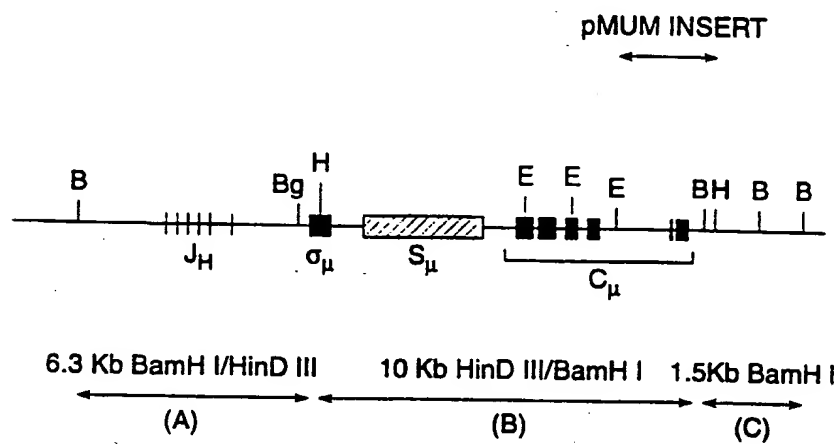 pMUM INSERT
B Bg H E E E B H B B
J_H σ_μ S_μ C_μ
6.3 Kb BamH I/HinD III 10 Kb HinD III/BamH I 1.5Kb BamH I
(A) (B) (C)